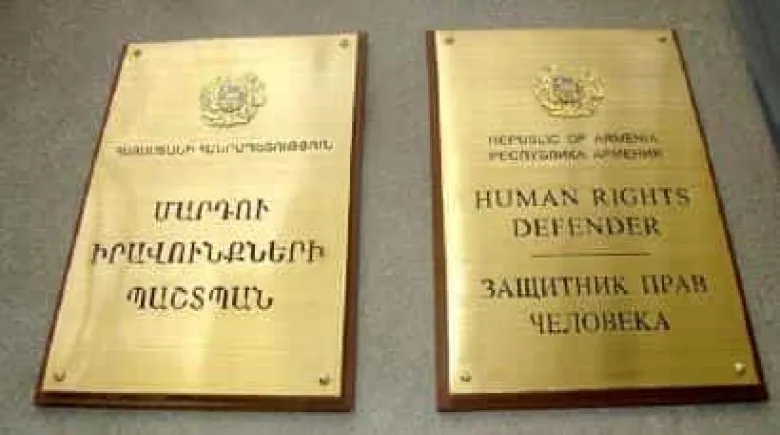 ՀԱՅԱՍՏԱՆԻ ՀԱՆՐԱՊԵՏՈՒԹՅՈՒՆ
ՄԱՐԴՈՒ
ԻՐԱՎՈՒՆՔՆԵՐԻ
ՊԱՇՏՊԱՆ
REPUBLIC OF ARMENIA
РЕСПУБЛИКА АРМЕНИЯ
HUMAN RIGHTS
DEFENDER
ЗАЩИТНИК ПРАВ
ЧЕЛОВЕКА